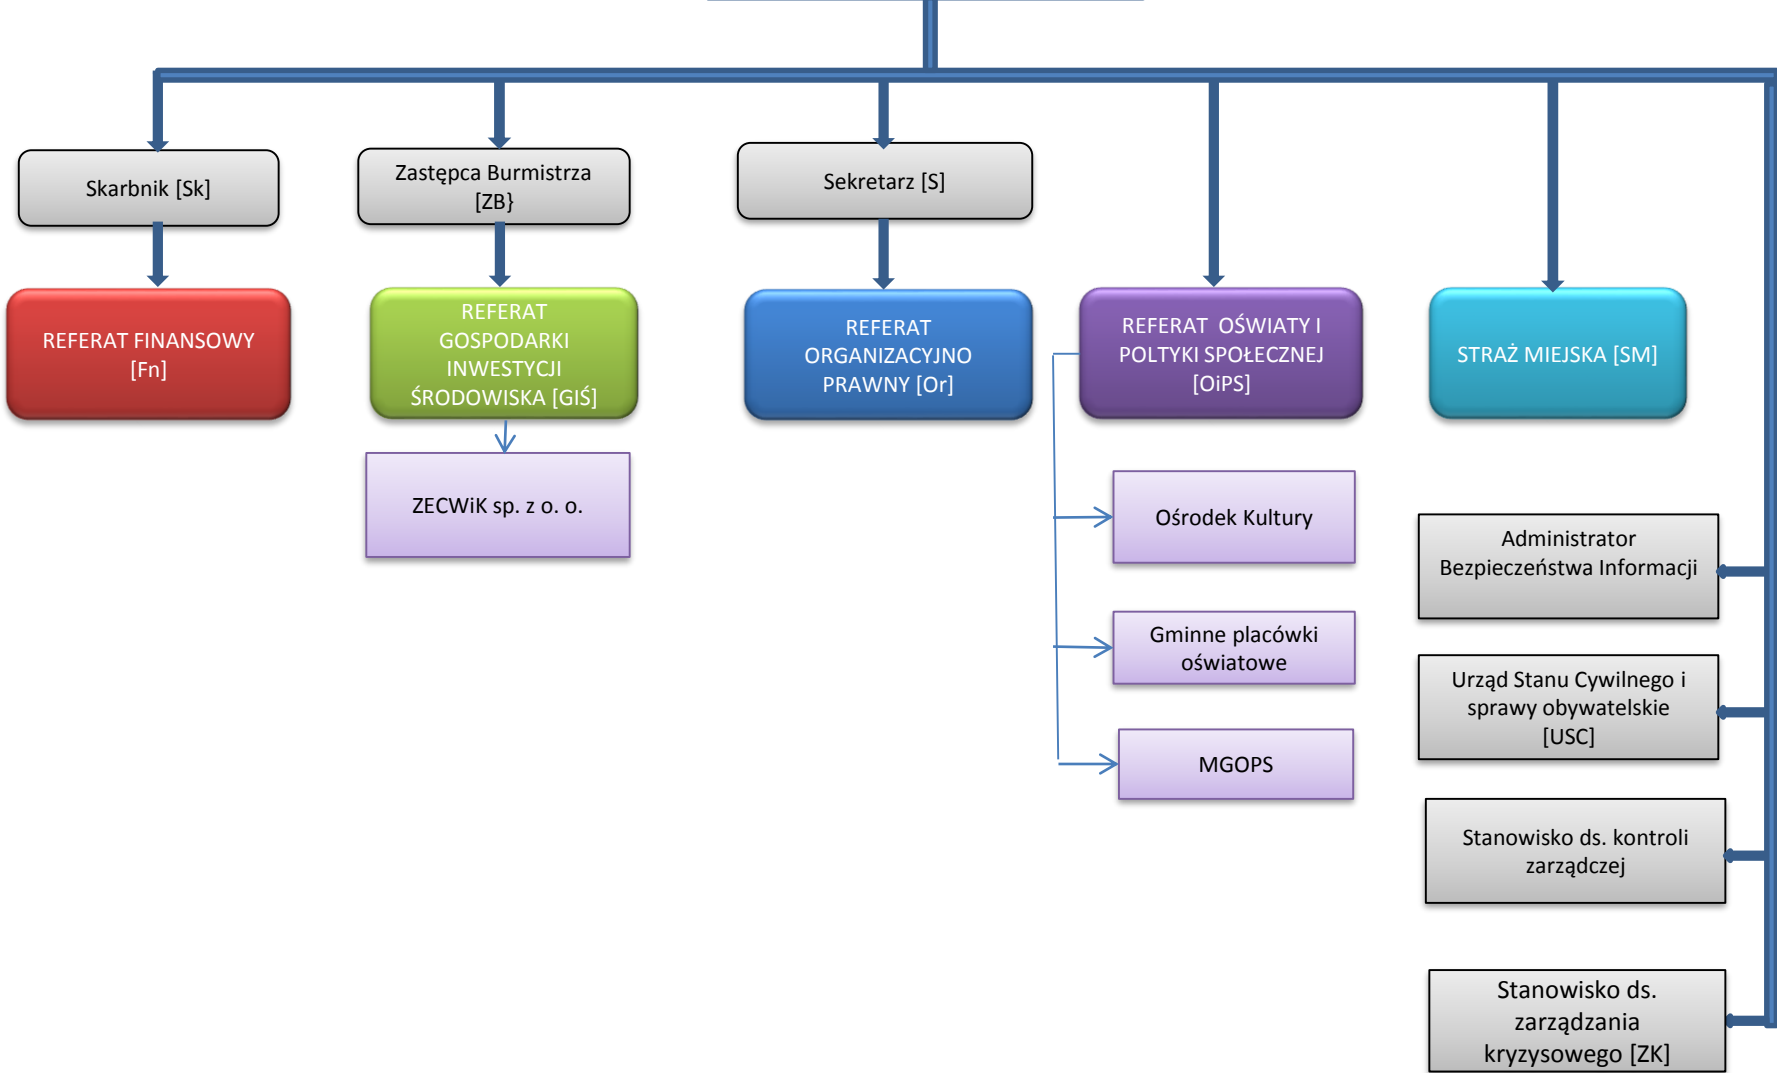 Skarbnik [Sk]
Zastępca Burmistrza
[ZB}
Sekretarz [S]
REFERAT FINANSOWY
[Fn]
REFERAT
GOSPODARKI
INWESTYCJI
ŚRODOWISKA [GIŚ]
REFERAT
ORGANIZACYJNO
PRAWNY [Or]
REFERAT OŚWIATY I
POLTYKI SPOŁECZNEJ
[OiPS]
STRAŻ MIEJSKA [SM]
ZECWiK sp. z o. o.
Ośrodek Kultury
Gminne placówki
oświatowe
MGOPS
Administrator
Bezpieczeństwa Informacji
Urząd Stanu Cywilnego i
sprawy obywatelskie
[USC]
Stanowisko ds. kontroli
zarządczej
Stanowisko ds.
zarządzania
kryzysowego [ZK]